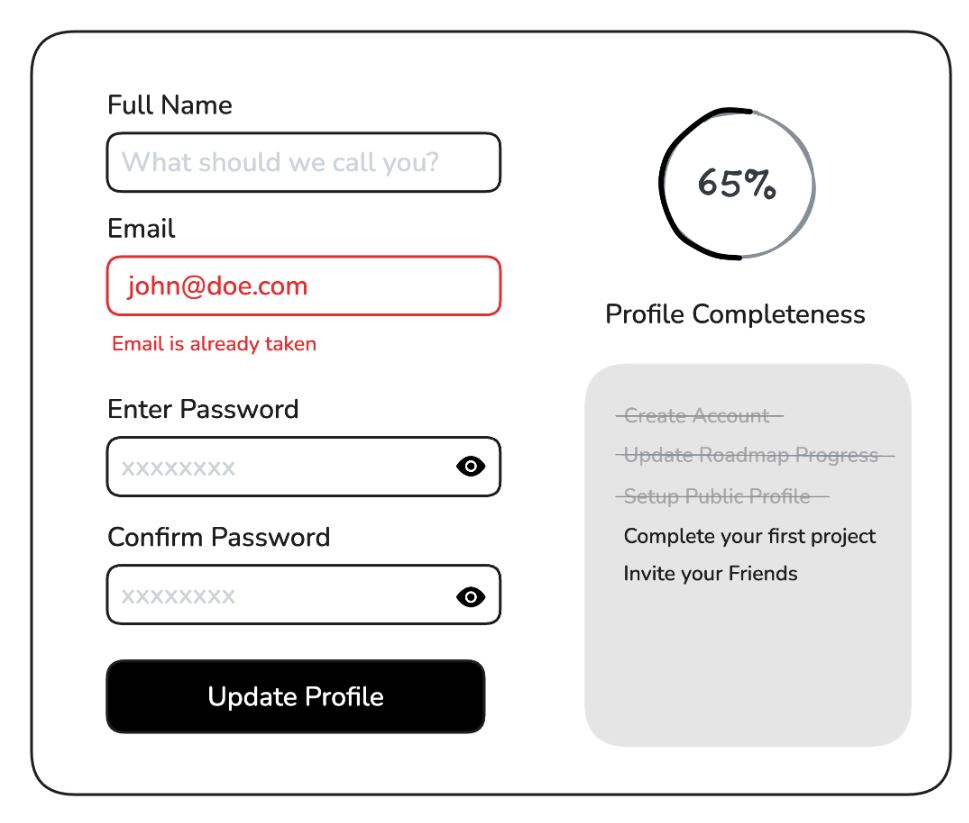 Full Name
What should we call you?
Email
john@doe.com
Email is already taken
Enter Password
xxxxxxxx
Confirm Password
xxxxxxxx
Update Profile
65%
Profile Completeness
Create Account
Update Roadmap Progress
Setup Public Profile
Complete your first project
Invite your Friends